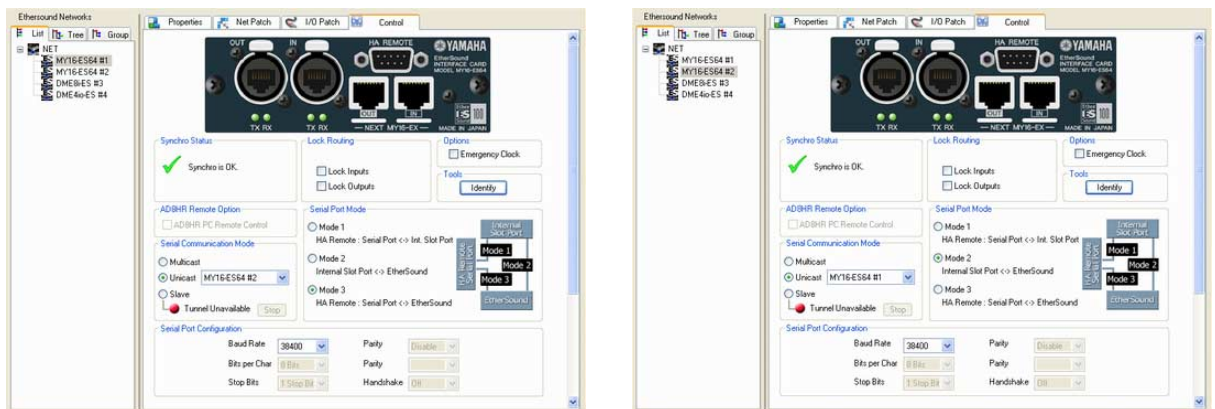 Ethersound Networks
List Tree Group
NET
MY16-ES64 #1
MY16-ES64 #2
DME8i-ES #3
DME4io-ES #4
Properties Net Patch I/O Patch Control
OUT IN HA REMOTE YAMAHA
EtherSound
INTERFACE CARD
MODEL MY16-ES64
OUT IN
TX RX TX RX NEXT MY16-EX MADE IN JAPAN
ES 100
Synchro Status Lock Routing Options
Synchro is OK. Lock Inputs Emergency Clock
Lock Outputs Tools
Identify
AD8HR Remote Option Serial Port Mode
AD8HR PC Remote Control Mode 1
HA Remote : Serial Port <-> Int. Slot Port
Serial Communication Mode
Multicast Mode 2
Internal Slot Port <-> EtherSound
Unicast MY16-ES64 #2
Slave Mode 3
HA Remote : Serial Port <-> EtherSound
Tunnel Unavailable Stop
Internal
Slot Port
HA Remote
Serial Port
Mode 1
Mode 2
Mode 3
EtherSound
Serial Port Configuration
Baud Rate 38400 Parity Disable
Bits per Char 8 Bits Parity
Stop Bits 1 Stop Bit Handshake Off
Ethersound Networks
List Tree Group
NET
MY16-ES64 #1
MY16-ES64 #2
DME8i-ES #3
DME4io-ES #4
Properties Net Patch I/O Patch Control
OUT IN HA REMOTE YAMAHA
EtherSound
INTERFACE CARD
MODEL MY16-ES64
OUT IN
TX RX TX RX NEXT MY16-EX MADE IN JAPAN
ES 100
Synchro Status Lock Routing Options
Synchro is OK. Lock Inputs Emergency Clock
Lock Outputs Tools
Identify
AD8HR Remote Option Serial Port Mode
AD8HR PC Remote Control Mode 1
HA Remote : Serial Port <-> Int. Slot Port
Serial Communication Mode
Multicast Mode 2
Internal Slot Port <-> EtherSound
Unicast MY16-ES64 #1
Slave Mode 3
HA Remote : Serial Port <-> EtherSound
Tunnel Unavailable Stop
Internal
Slot Port
HA Remote
Serial Port
Mode 1
Mode 2
Mode 3
EtherSound
Serial Port Configuration
Baud Rate 38400 Parity Disable
Bits per Char 8 Bits Parity
Stop Bits 1 Stop Bit Handshake Off